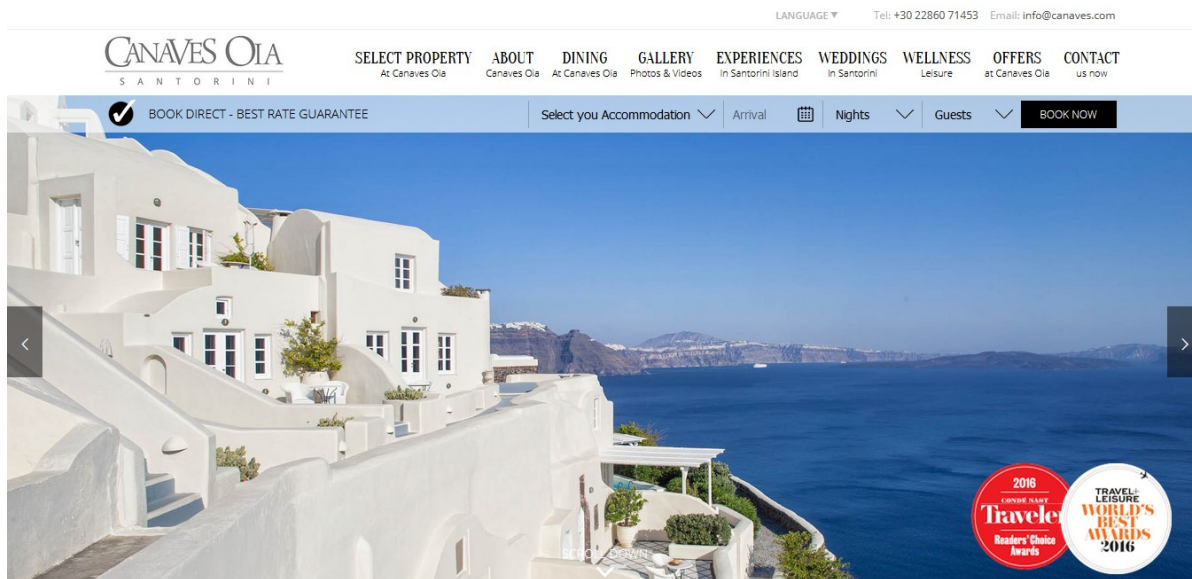 LANGUAGE ▼ Tel: +30 22860 71453 Email: info@canaves.com
CANAVES OIA
SANTORINI
SELECT PROPERTY
At Canaves Oia
ABOUT
Canaves Oia
DINING
At Canaves Oia
GALLERY
Photos & Videos
EXPERIENCES
In Santorini Island
WEDDINGS
In Santorini
WELLNESS
Leisure
OFFERS
at Canaves Oia
CONTACT
us now
BOOK DIRECT - BEST RATE GUARANTEE
Select you Accommodation
Arrival
Nights
Guests
BOOK NOW
2016
CONDÉ NAST
Traveler
Readers' Choice
Awards
TRAVEL+
LEISURE
WORLD'S
BEST
AWARDS
2016
SCROLL DOWN